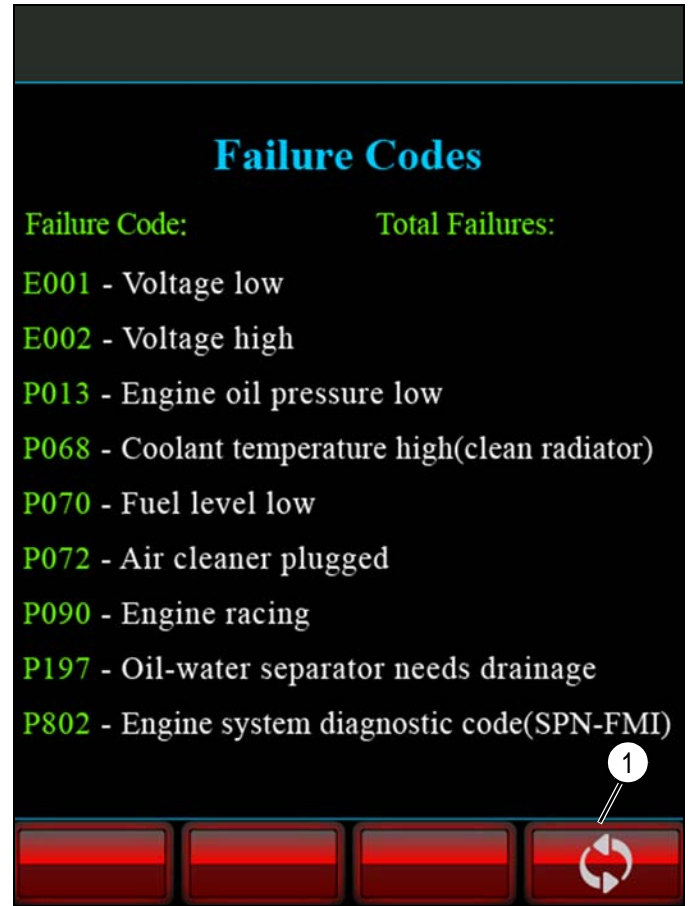 Failure Codes
Failure Code: Total Failures:
E001 - Voltage low
E002 - Voltage high
P013 - Engine oil pressure low
P068 - Coolant temperature high(clean radiator)
P070 - Fuel level low
P072 - Air cleaner plugged
P090 - Engine racing
P197 - Oil-water separator needs drainage
P802 - Engine system diagnostic code(SPN-FMI)
1